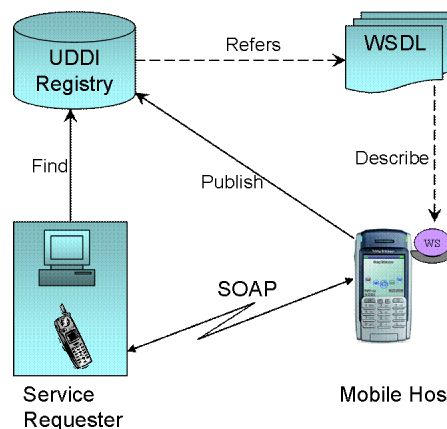 UDDI
Registry
Refers
WSDL
Find
Publish
Describe
WS
SOAP
Service
Requester
Mobile Hos